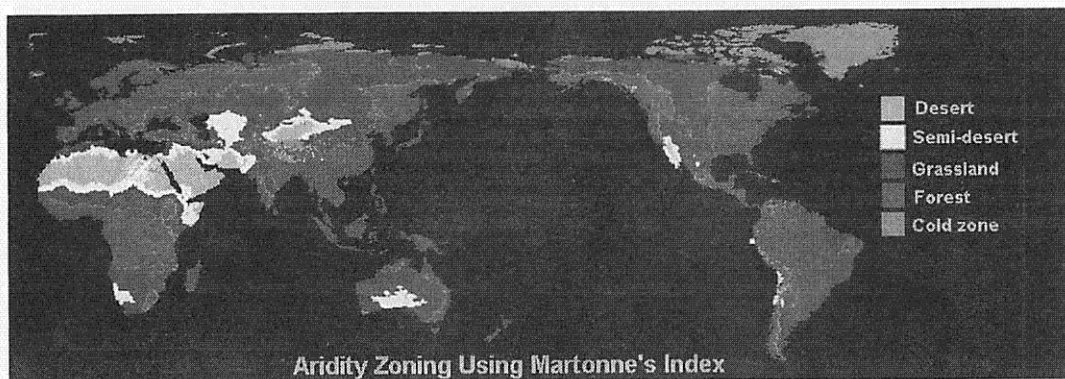 Desert
Semi-desert
Grassland
Forest
Cold zone
Aridity Zoning Using Martonne's Index